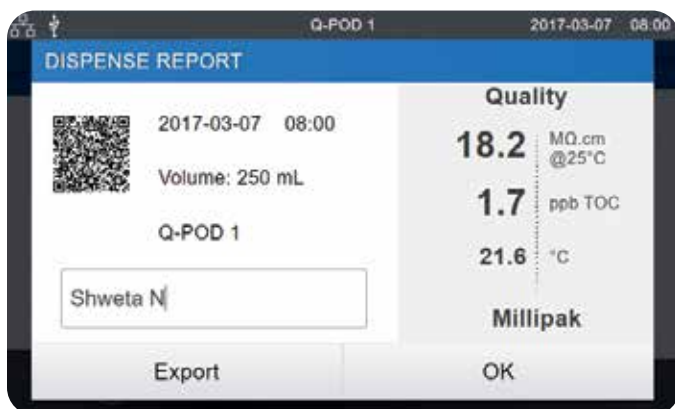 Q-POD 1 2017-03-07 08:00
DISPENSE REPORT
2017-03-07 08:00
Volume: 250 mL
Q-POD 1
Shweta N
Quality
18.2 MΩ.cm @25°C
1.7 ppb TOC
21.6 °C
Millipak
Export OK